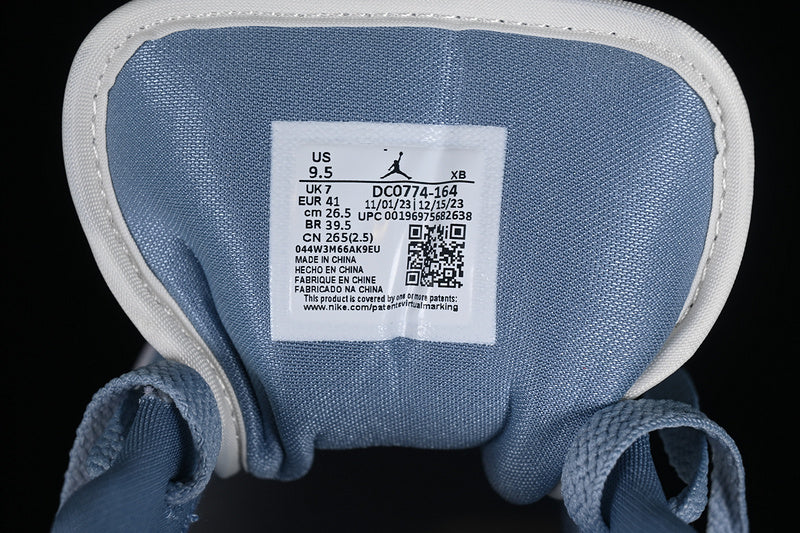 US
9.5
XB
UK 7
DC0774-164
EUR 41
11/01/23 | 12/15/23
cm 26.5
UPC 00196975682638
BR 39.5
CN 265(2.5)
044W3M66AK9EU
MADE IN CHINA
HECHO EN CHINA
FABRIQUE EN CHINE
FABRICADO NA CHINA
This product is covered by one or more patents:
www.nike.com/patentsvirtualmarking